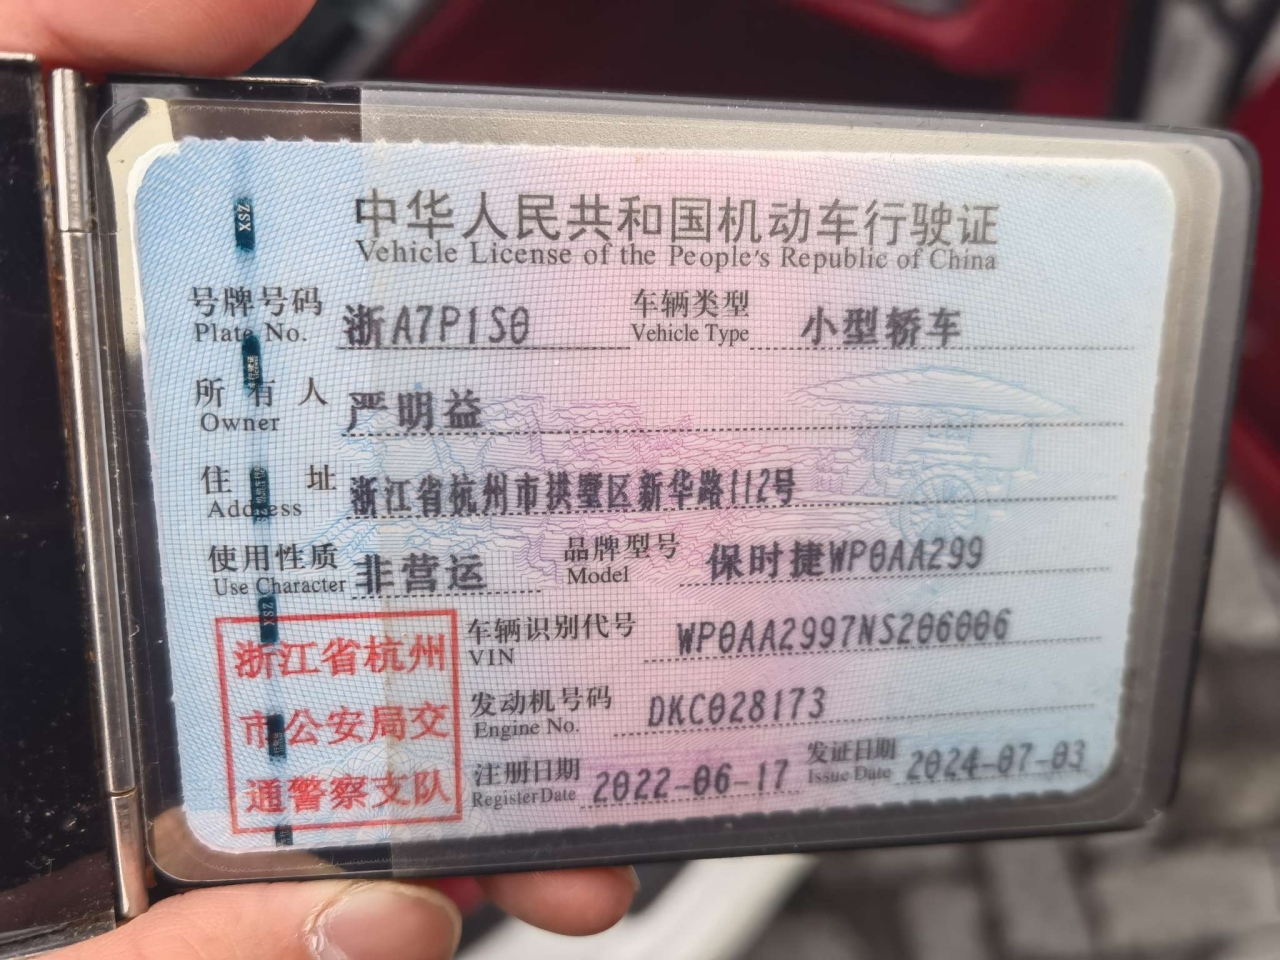 中华人民共和国机动车行驶证
Vehicle License of the People's Republic of China
号牌号码 浙A7P1S0 车辆类型 小型轿车
Plate No. Vehicle Type
所有人 严明益
Owner
住址 浙江省杭州市拱墅区新华路112号
Address
使用性质 非营运 品牌型号 保时捷WP0AA299
Use Character Model
车辆识别代号 WP0AA2997NS206006
VIN
发动机号码 DKC028173
Engine No.
注册日期 2022-06-17 发证日期 2024-07-03
Register Date Issue Date
浙江省杭州
市公安局交
通警察支队
XSZ
XSZ